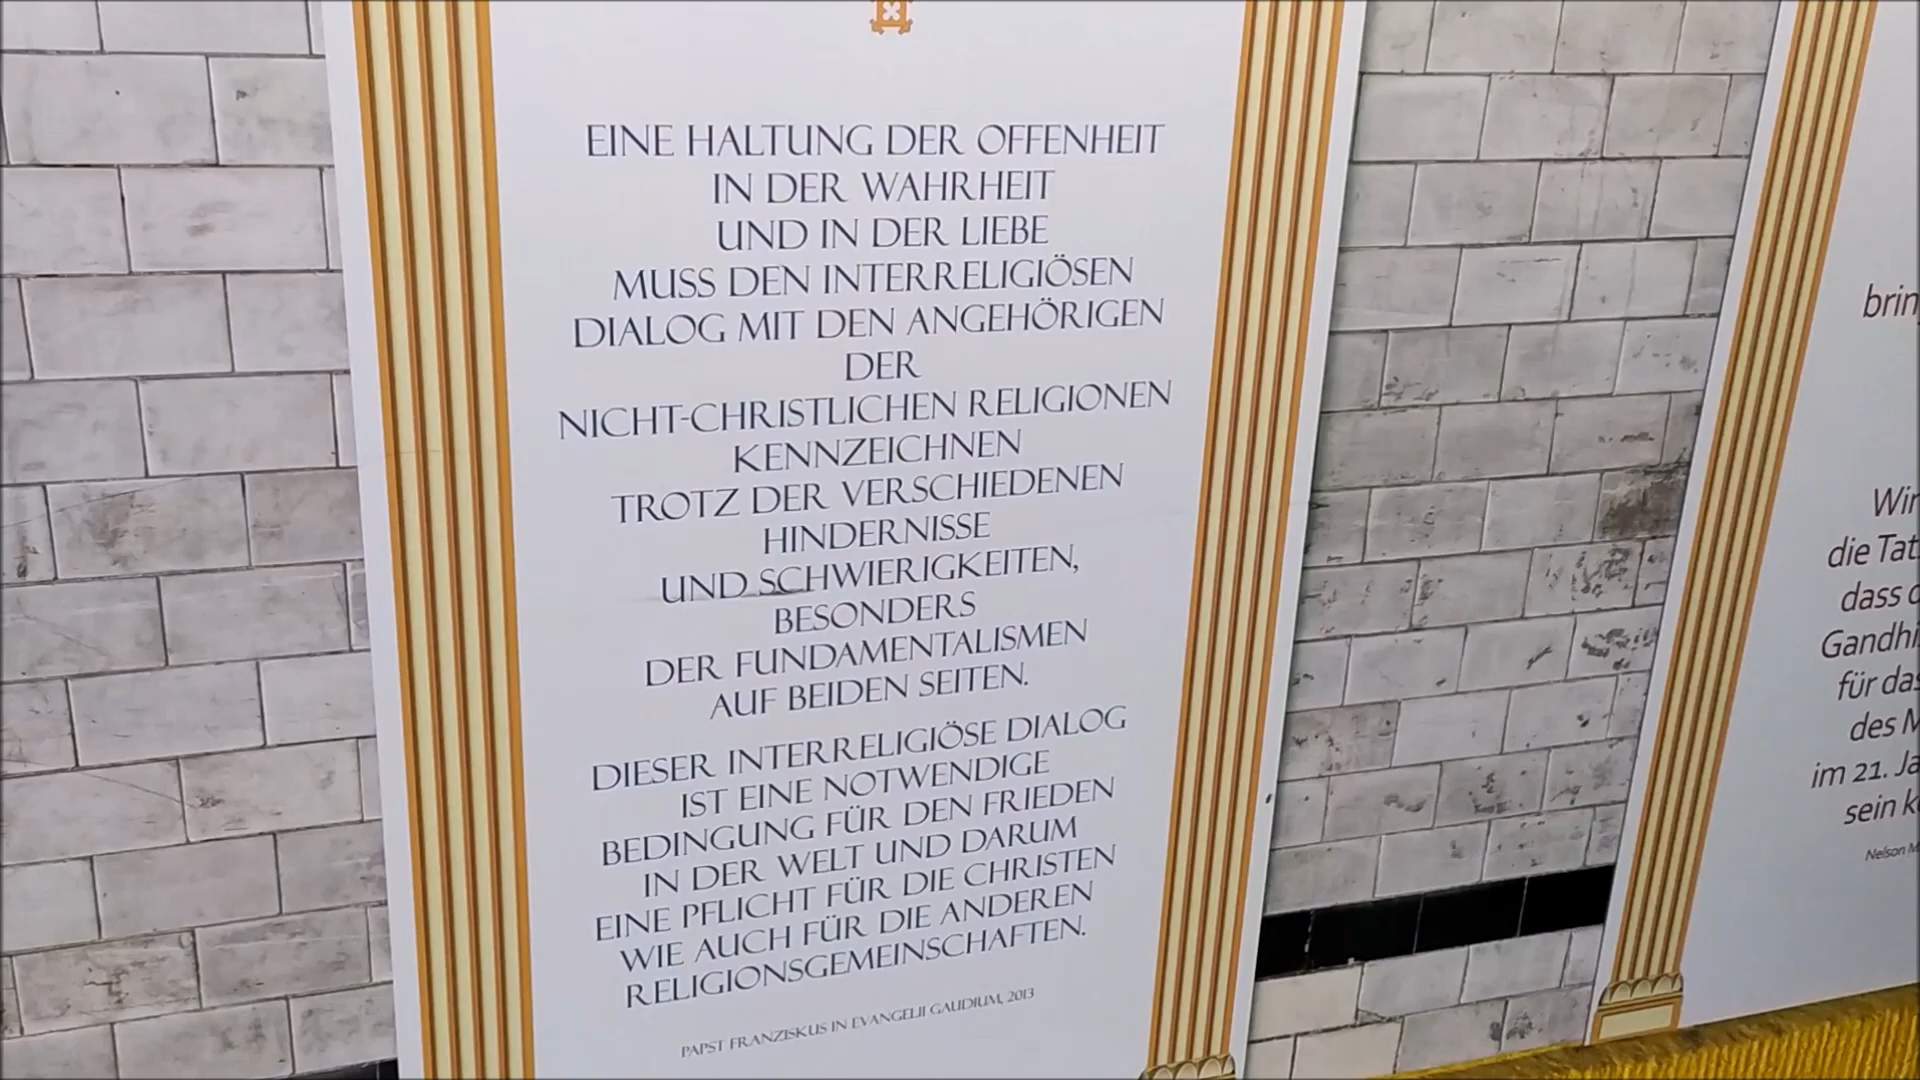 EINE HALTUNG DER OFFENHEIT
IN DER WAHRHEIT
UND IN DER LIEBE
MUSS DEN INTERRELIGIÖSEN
DIALOG MIT DEN ANGEHÖRIGEN
DER
NICHT-CHRISTLICHEN RELIGIONEN
KENNZEICHNEN
TROTZ DER VERSCHIEDENEN
HINDERNISSE
UND SCHWIERIGKEITEN,
BESONDERS
DER FUNDAMENTALISMEN
AUF BEIDEN SEITEN.
DIESER INTERRELIGIÖSE DIALOG
IST EINE NOTWENDIGE
BEDINGUNG FÜR DEN FRIEDEN
IN DER WELT UND DARUM
EINE PFLICHT FÜR DIE CHRISTEN
WIE AUCH FÜR DIE ANDEREN
RELIGIONSGEMEINSCHAFTEN.
PAPST FRANZISKUS IN EVANGELII GAUDIUM, 2013
brin
Wir
die Tat
dass
Gandhi
für das
des M
im 21. Ja
sein k
Nelson M